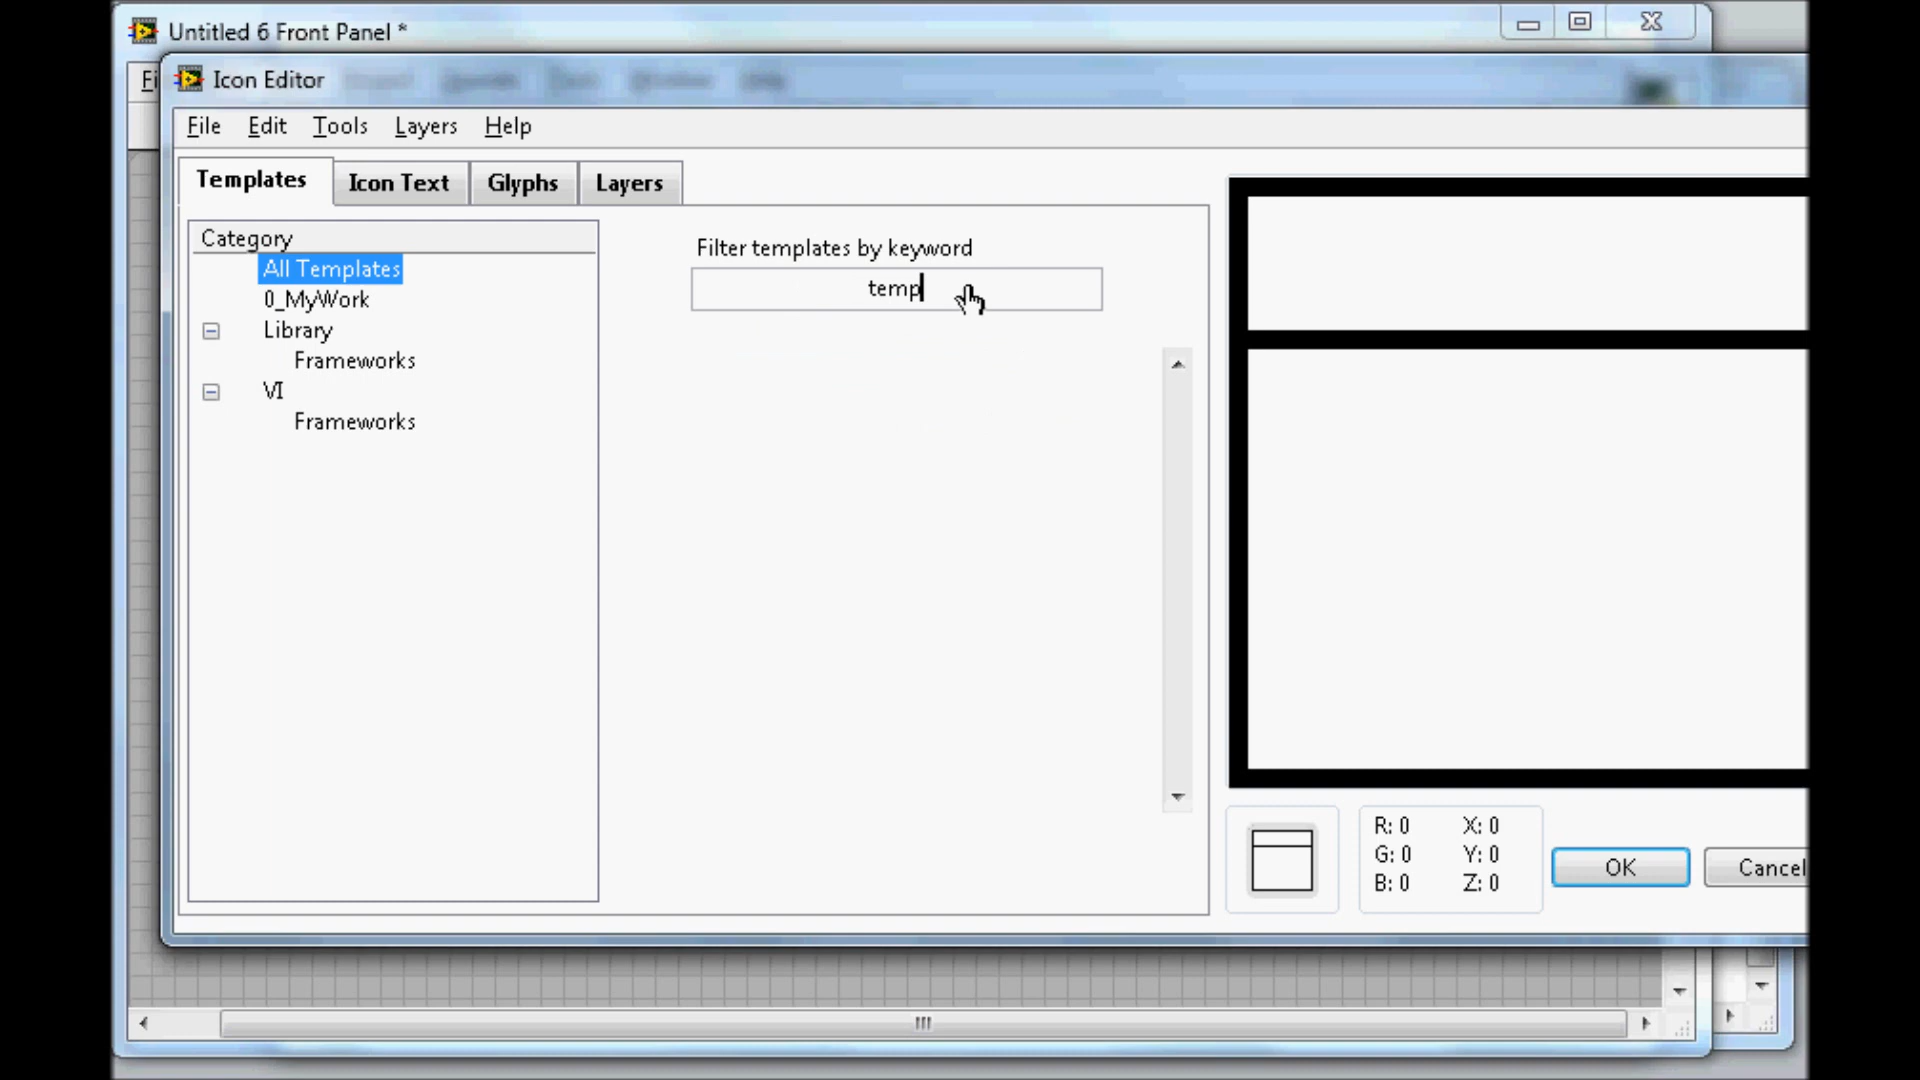 Untitled 6 Front Panel *
Fi
Icon Editor
File Edit Tools Layers Help
Templates Icon Text Glyphs Layers
Category
All Templates
0_MyWork
Library
Frameworks
VI
Frameworks
Filter templates by keyword
temp
R: 0 X: 0
G: 0 Y: 0
B: 0 Z: 0
OK Cancel